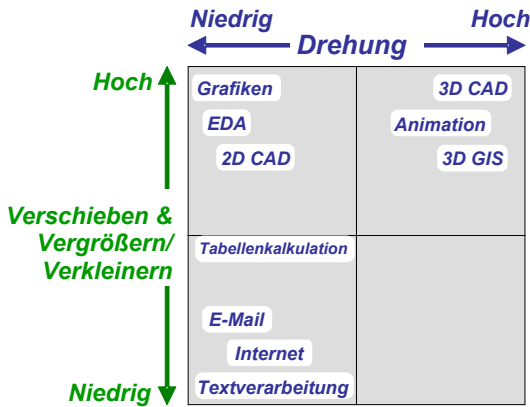 Niedrig Hoch
Drehung
Hoch
Grafiken 3D CAD
EDA Animation
2D CAD 3D GIS
Verschieben &
Vergrößern/
Verkleinern
Tabellenkalkulation
E-Mail
Internet
Niedrig Textverarbeitung